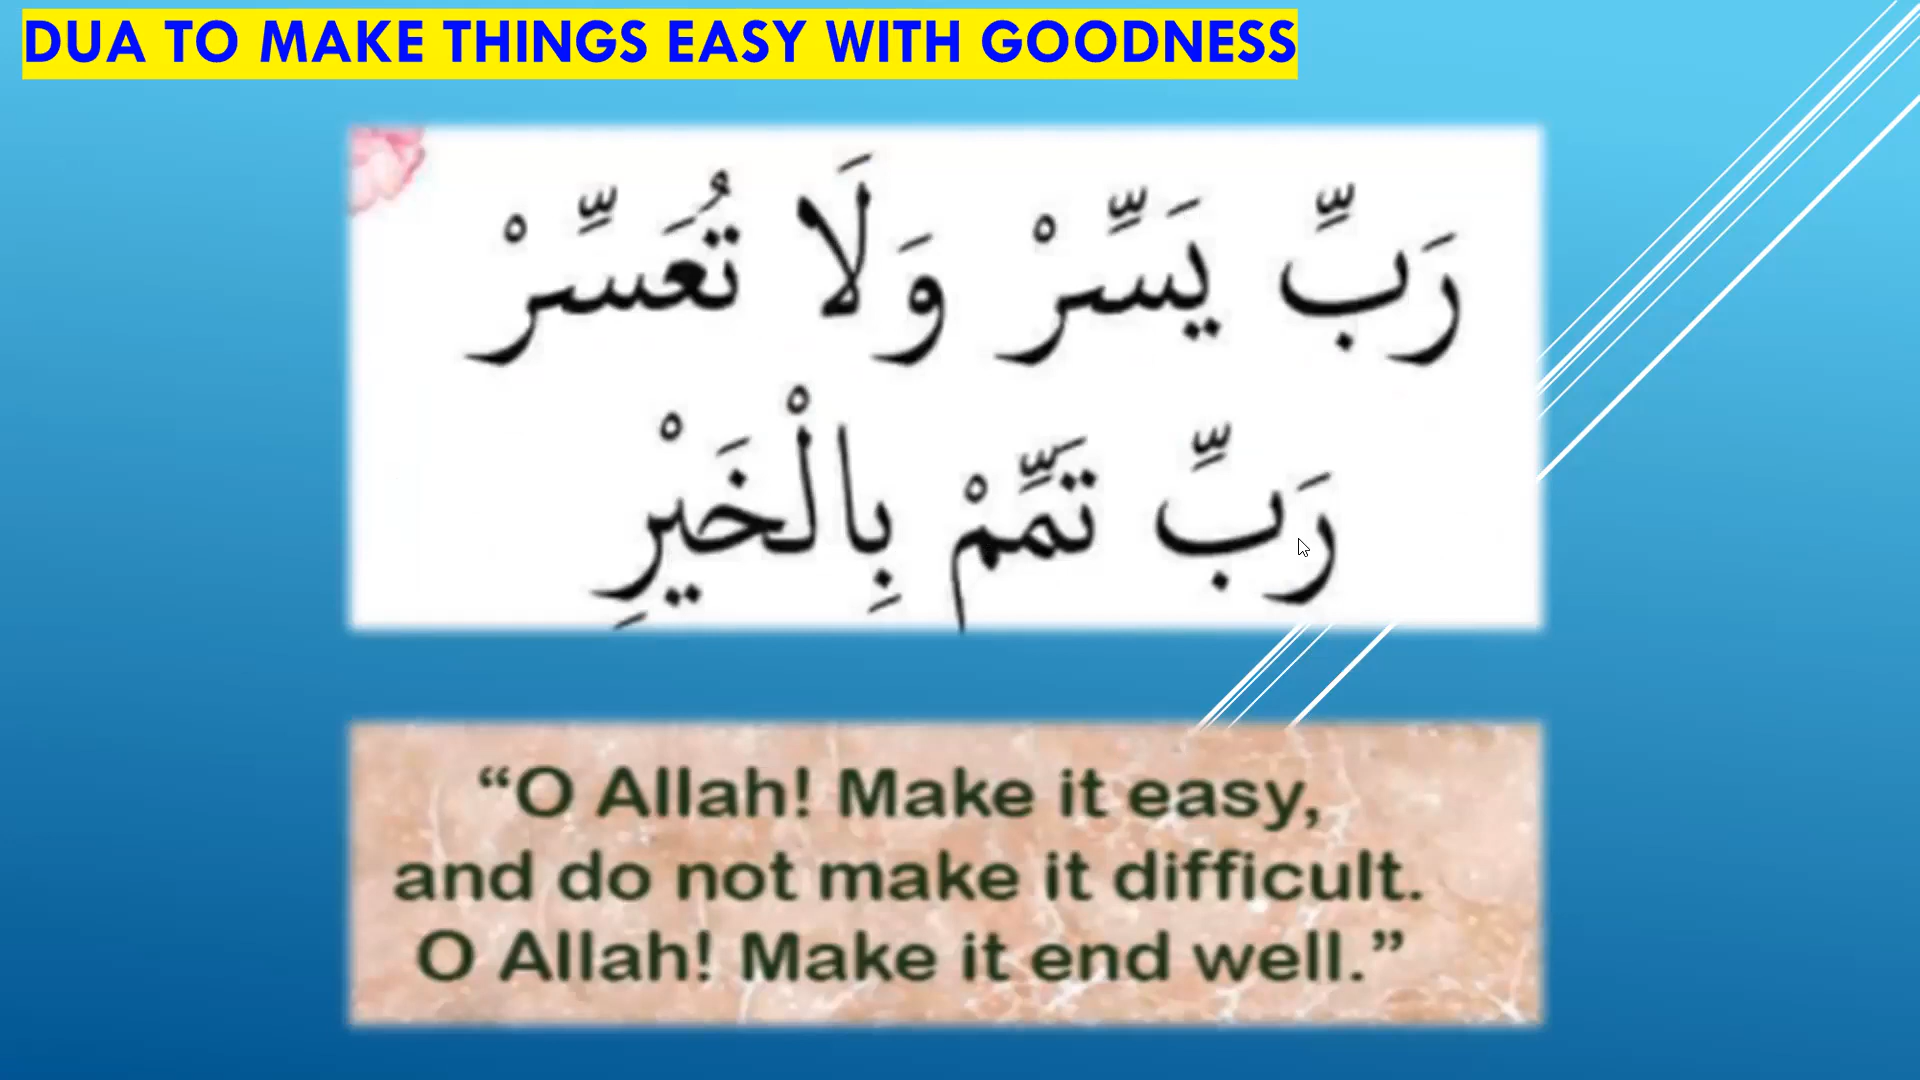 DUA TO MAKE THINGS EASY WITH GOODNESS
رَبِّ يَسِّرْ وَلَا تُعَسِّرْ
رَبِّ تَمِّمْ بِالْخَيْرِ
“O Allah! Make it easy,
and do not make it difficult.
O Allah! Make it end well.”